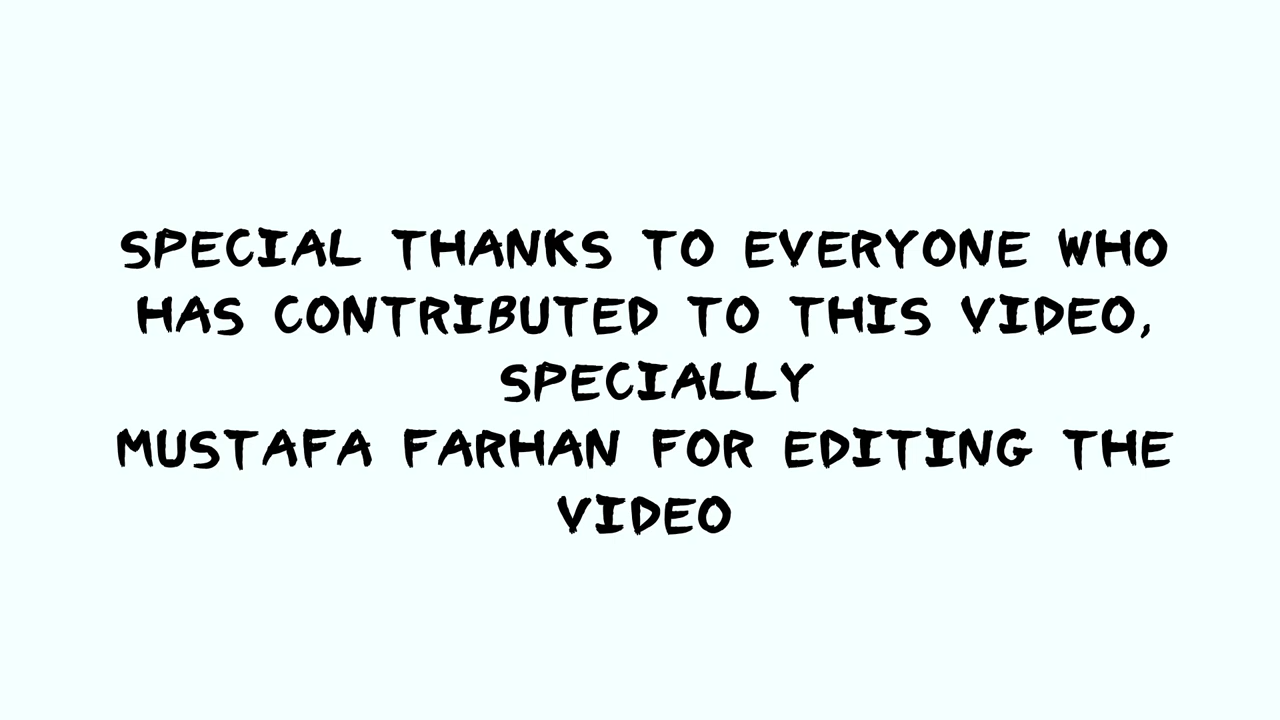 SPECIAL THANKS TO EVERYONE WHO
HAS CONTRIBUTED TO THIS VIDEO,
SPECIALLY
MUSTAFA FARHAN FOR EDITING THE
VIDEO